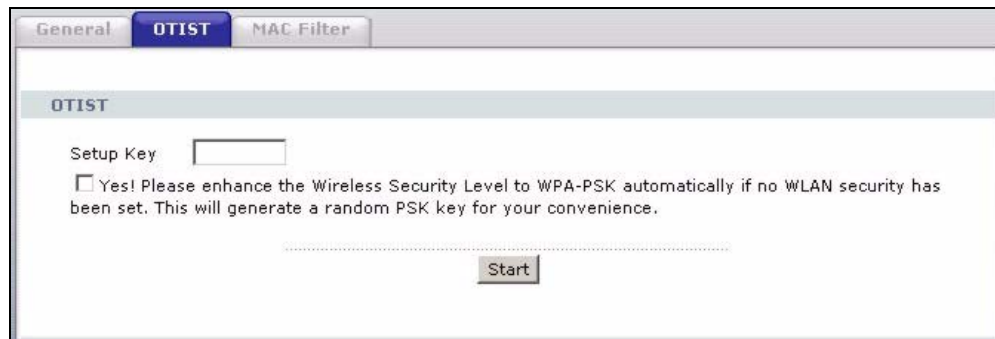 General OTIST MAC Filter
OTIST
Setup Key
Yes! Please enhance the Wireless Security Level to WPA-PSK automatically if no WLAN security has
been set. This will generate a random PSK key for your convenience.
Start